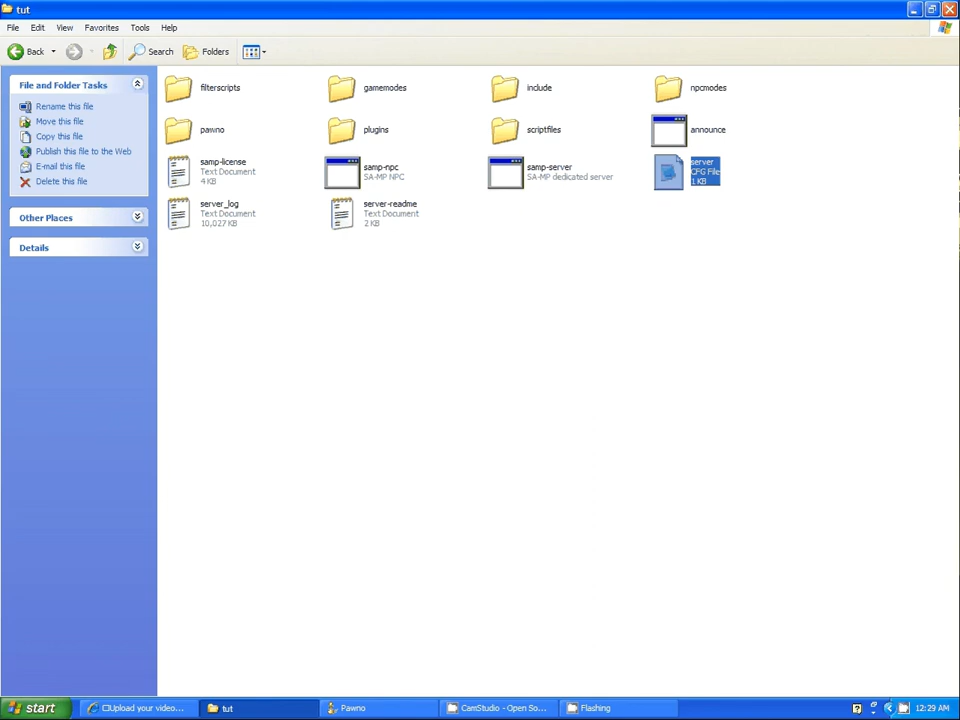 tut
File Edit View Favorites Tools Help
Back Search Folders
File and Folder Tasks
Rename this file
Move this file
Copy this file
Publish this file to the Web
E-mail this file
Delete this file
Other Places
Details
filterscripts
gamemodes
include
npcmodes
pawno
plugins
scriptfiles
announce
samp-license
Text Document
4 KB
samp-npc
SA-MP NPC
samp-server
SA-MP dedicated server
server
CFG File
1 KB
server_log
Text Document
10,027 KB
server-readme
Text Document
2 KB
start Upload your video... tut Pawno CamStudio - Open So... Flashing 12:29 AM